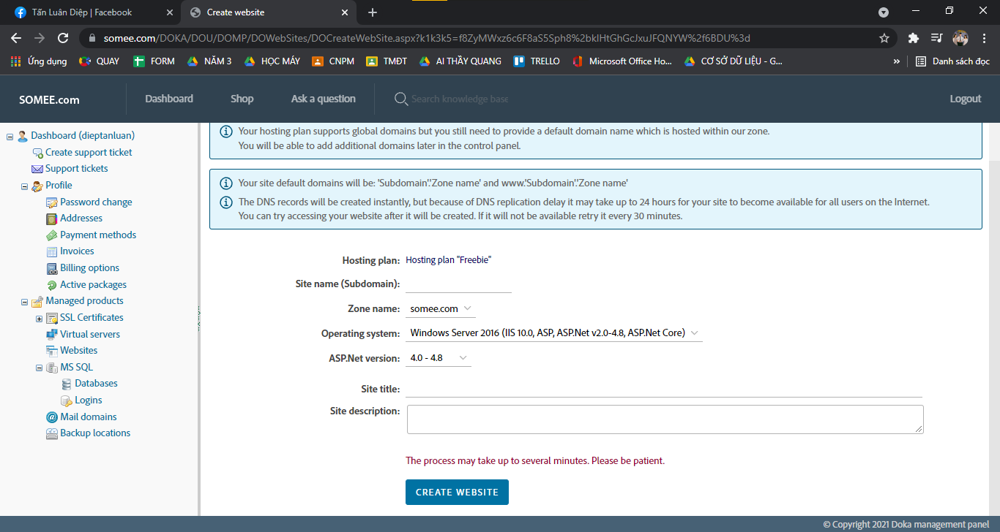 Tấn Luân Diệp | Facebook
Create website
somee.com/DOKA/DOU/DOMP/DOWebSites/DOCreateWebSite.aspx?k1k3k5=f8ZyMWxz6c6F8aS5Sph8%2bkIHtGhGcJxuJFQNYW%2f6BDU%3d
Ứng dụng QUAY FORM NĂM 3 HỌC MÁY CNPM TMĐT AI THẦY QUANG TRELLO Microsoft Office Ho... CƠ SỞ DỮ LIỆU - G... » Danh sách đọc
SOMEE.com Dashboard Shop Ask a question Search knowledge base Logout
Dashboard (dieptanluan)
Create support ticket
Support tickets
Profile
Password change
Addresses
Payment methods
Invoices
Billing options
Active packages
Managed products
SSL Certificates
Virtual servers
Websites
MS SQL
Databases
Logins
Mail domains
Backup locations
Your hosting plan supports global domains but you still need to provide a default domain name which is hosted within our zone.
You will be able to add additional domains later in the control panel.
Your site default domains will be: 'Subdomain'.'Zone name' and www.'Subdomain'.'Zone name'
The DNS records will be created instantly, but because of DNS replication delay it may take up to 24 hours for your site to become available for all users on the Internet.
You can try accessing your website after it will be created. If it will not be available retry it every 30 minutes.
Hosting plan: Hosting plan "Freebie"
Site name (Subdomain):
Zone name: somee.com
Operating system: Windows Server 2016 (IIS 10.0, ASP, ASP.Net v2.0-4.8, ASP.Net Core)
ASP.Net version: 4.0 - 4.8
Site title:
Site description:
The process may take up to several minutes. Please be patient.
CREATE WEBSITE
© Copyright 2021 Doka management panel